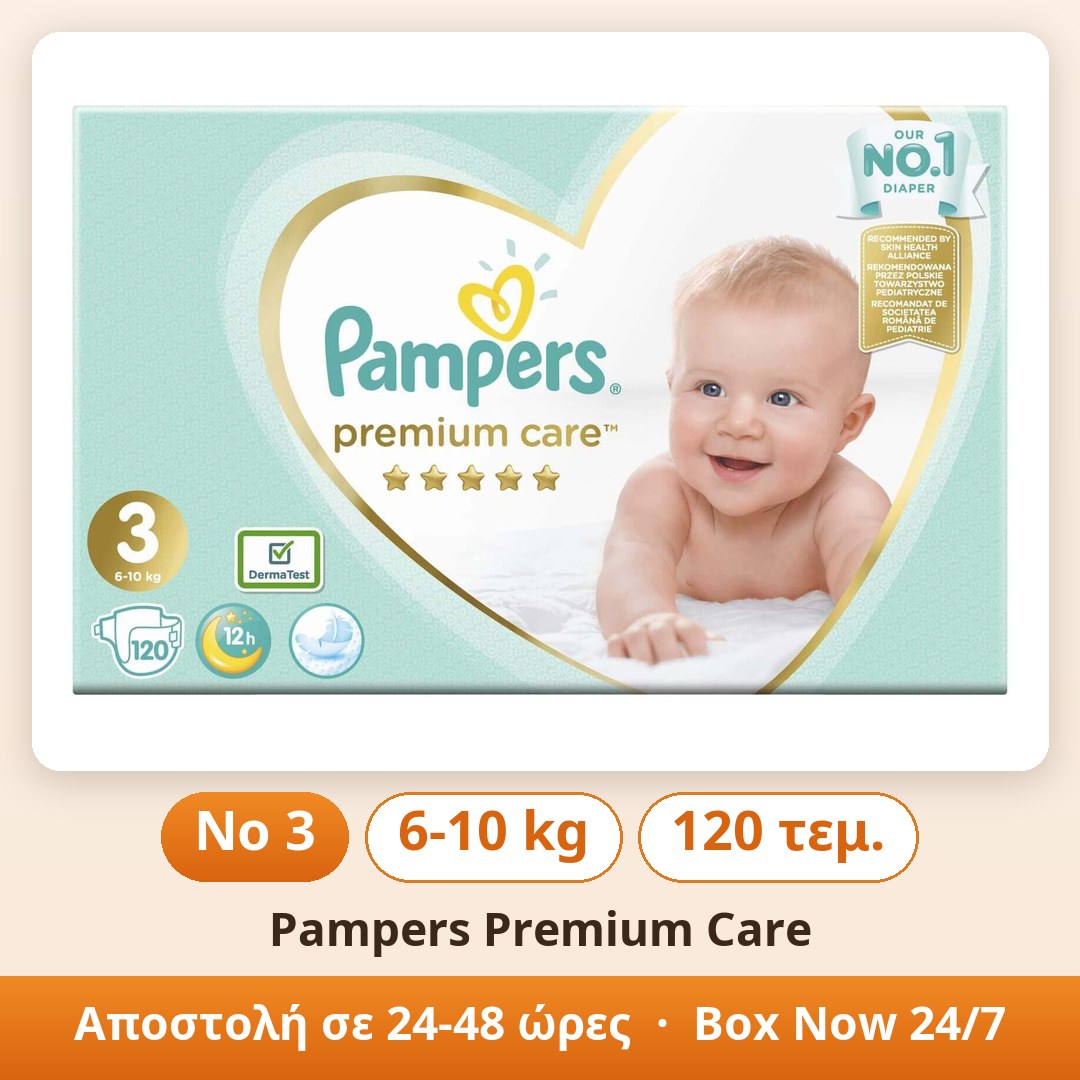 OUR
NO.1
DIAPER
RECOMMENDED BY
SKIN HEALTH
ALLIANCE
REKOMENDOWANA
PRZEZ POLSKIE
TOWARZYSTWO
PEDIATRYCZNE
RECOMANDAT DE
SOCIETATEA
ROMÂNĂ DE
PEDIATRIE
Pampers®
premium care™
3
6-10 kg
DermaTest
120
12h
No 3
6-10 kg
120 τεμ.
Pampers Premium Care
Αποστολή σε 24-48 ώρες · Box Now 24/7